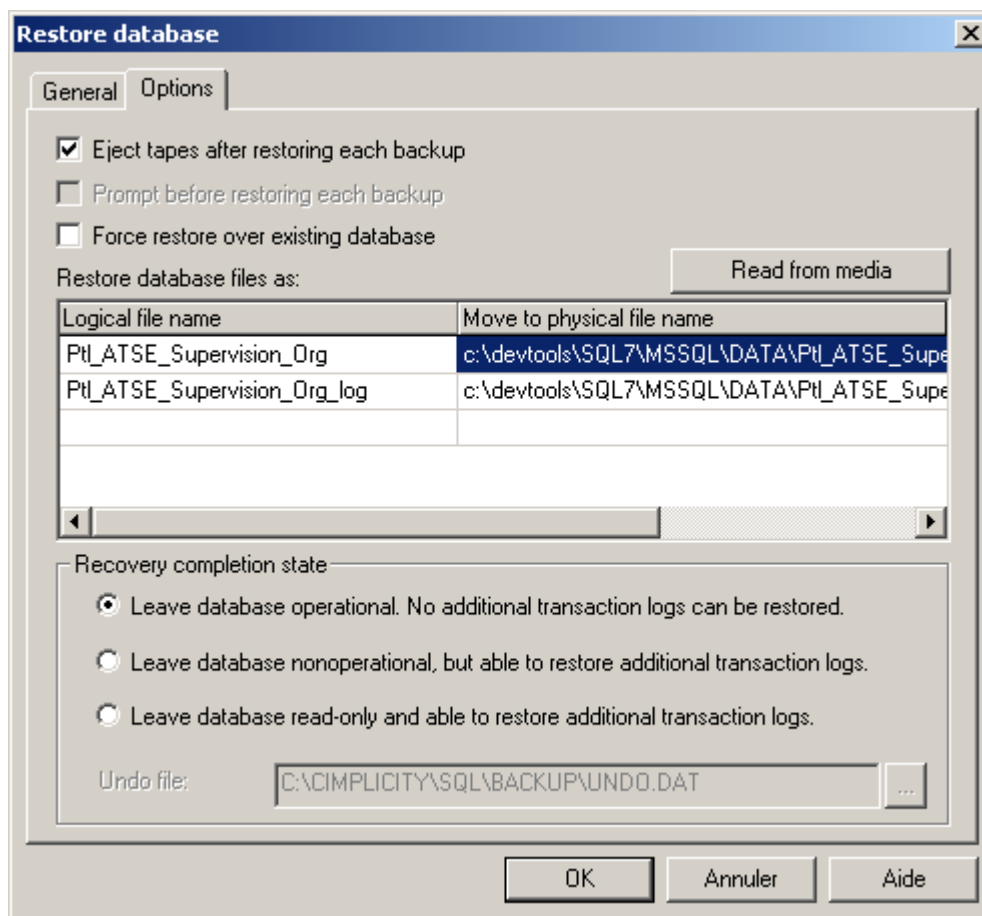 Restore database
General Options
Eject tapes after restoring each backup
Prompt before restoring each backup
Force restore over existing database
Read from media
Restore database files as:
Logical file name Move to physical file name
Ptl_ATSE_Supervision_Org c:\devtools\SQL7\MSSQL\DATA\Ptl_ATSE_Supe
Ptl_ATSE_Supervision_Org_log c:\devtools\SQL7\MSSQL\DATA\Ptl_ATSE_Supe
Recovery completion state
Leave database operational. No additional transaction logs can be restored.
Leave database nonoperational, but able to restore additional transaction logs.
Leave database read-only and able to restore additional transaction logs.
Undo file: C:\CIMPLICITY\SQL\BACKUP\UNDO.DAT ...
OK Annuler Aide